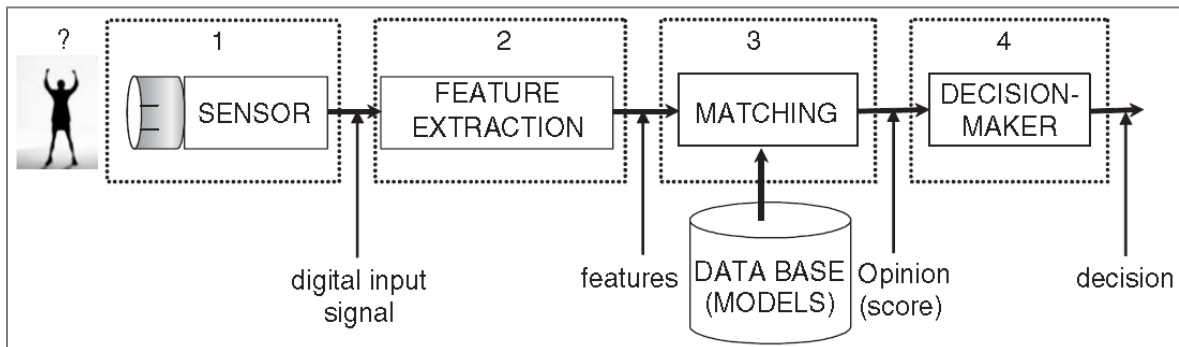 ?
1
2
3
4
SENSOR
FEATURE
EXTRACTION
MATCHING
DECISION-
MAKER
digital input
signal
features
DATA BASE
(MODELS)
Opinion
(score)
decision